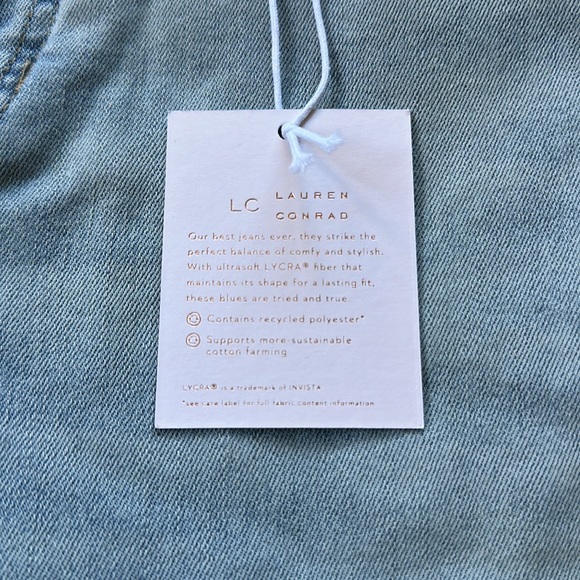 LC LAUREN CONRAD
Our best jeans ever, they strike the
perfect balance of comfy and stylish.
With ultrasoft LYCRA® fiber that
maintains its shape for a lasting fit,
these blues are tried and true.
Contains recycled polyester*
Supports more-sustainable
cotton farming
LYCRA® is a trademark of INVISTA
*see care label for full fabric content information